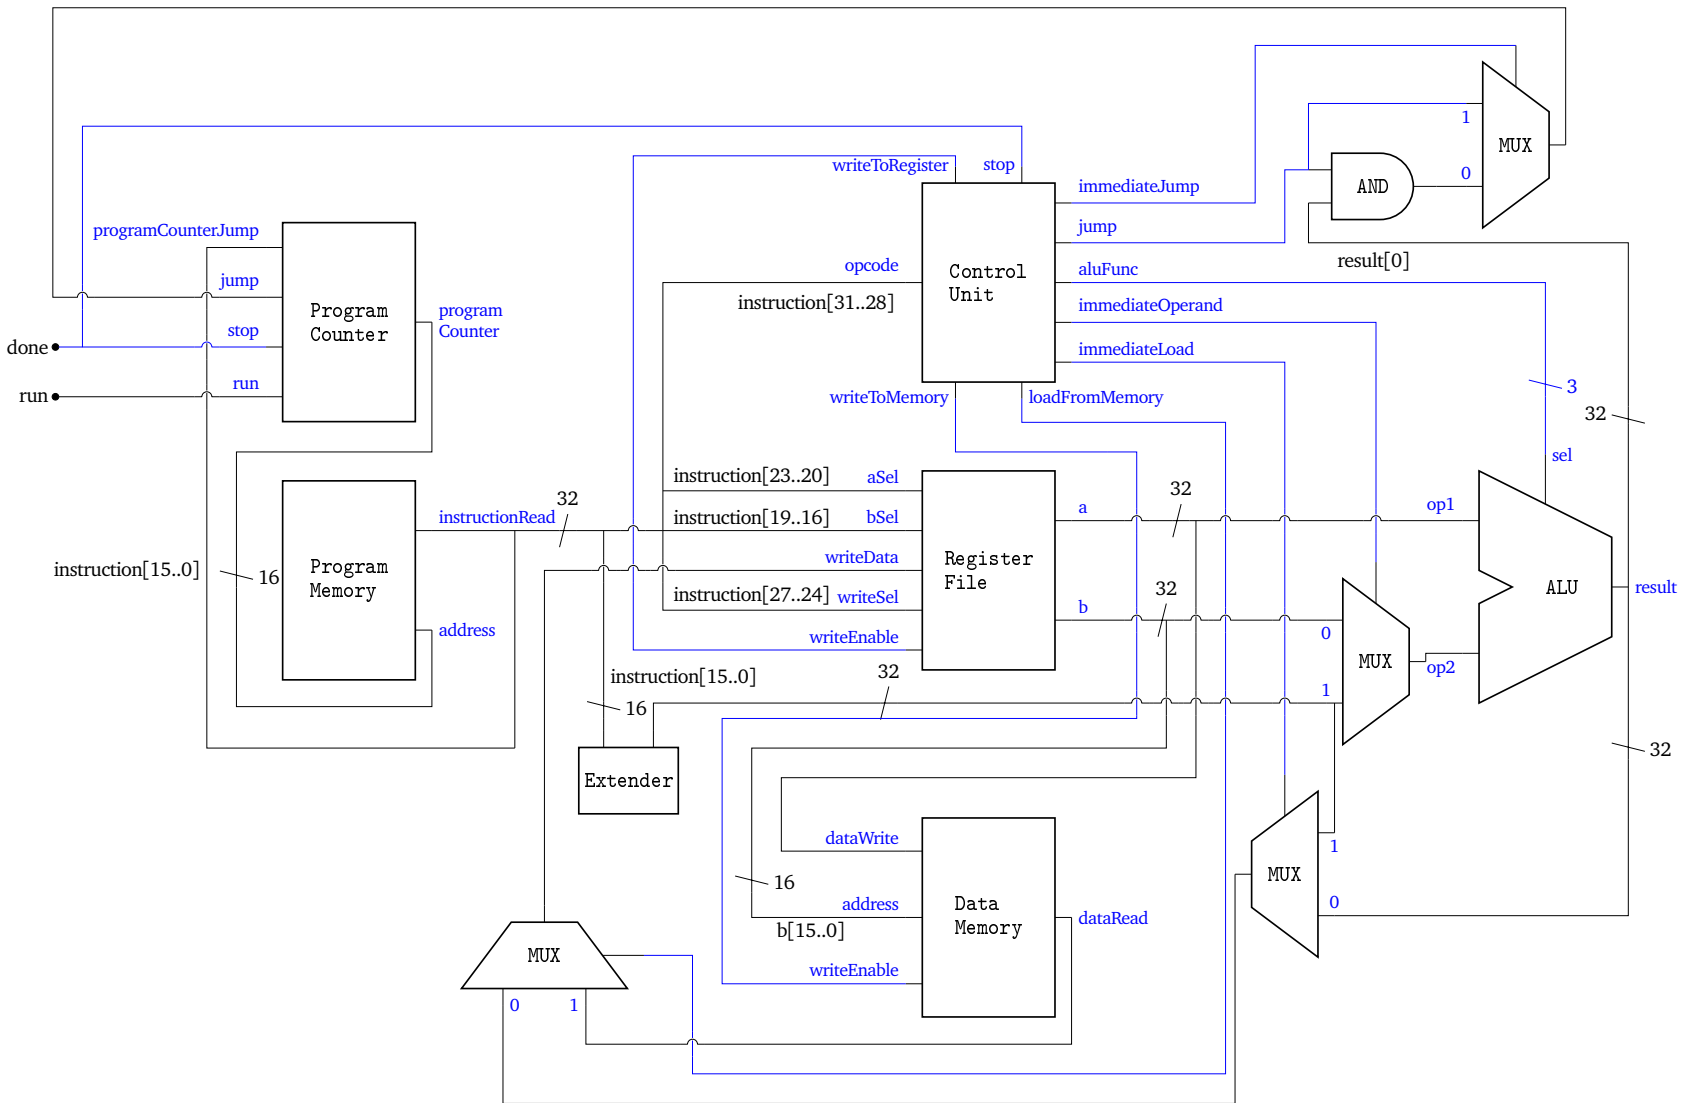 1
MUX
0
AND
writeToRegister
stop
immediateJump
jump
result[0]
aluFunc
opcode
Control
Unit
instruction[31..28]
immediateOperand
immediateLoad
writeToMemory
loadFromMemory
programCounterJump
jump
Program
Counter
program
Counter
stop
done
run
run
3
32
sel
instruction[23..20]
aSel
32
instructionRead
instruction[19..16]
bSel
a
32
op1
writeData
Register
File
instruction[15..0]
16
Program
Memory
ALU
result
instruction[27..24]
writeSel
32
b
address
writeEnable
0
MUX
op2
instruction[15..0]
32
1
16
32
Extender
dataWrite
1
MUX
16
0
address
Data
Memory
dataRead
b[15..0]
MUX
writeEnable
0
1